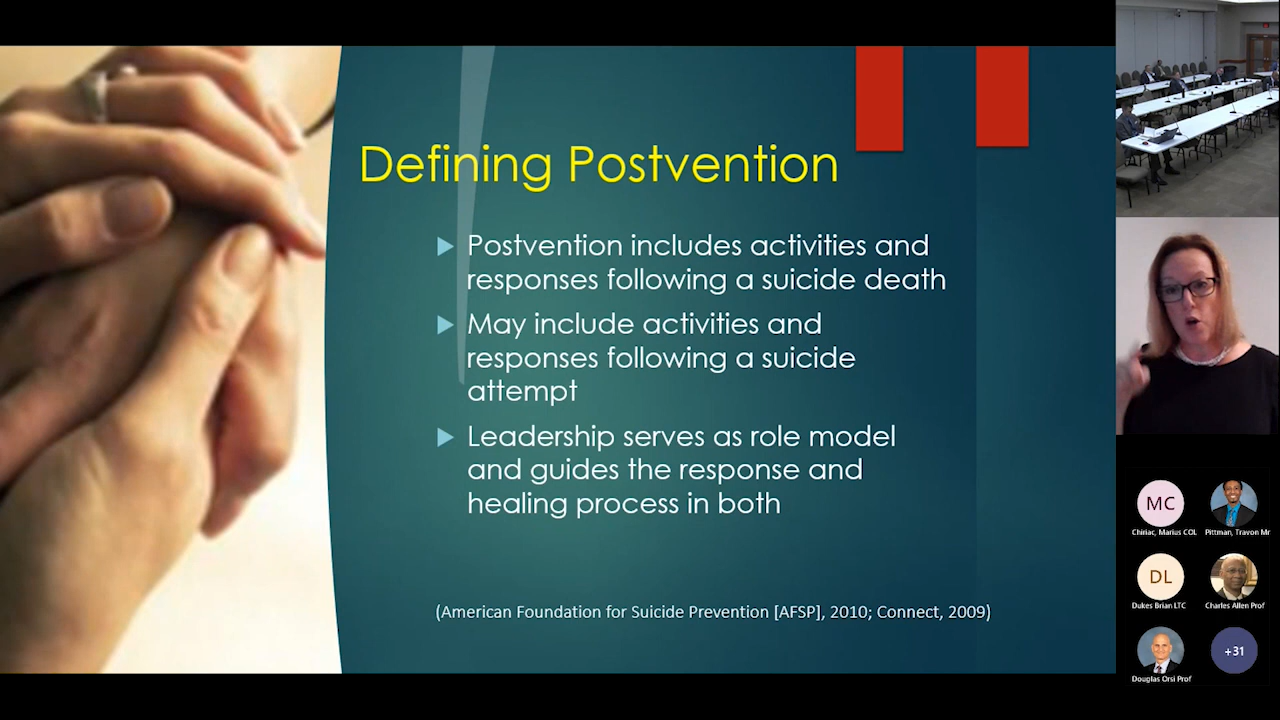 Defining Postvention
Postvention includes activities and
responses following a suicide death
May include activities and
responses following a suicide
attempt
Leadership serves as role model
and guides the response and
healing process in both
(American Foundation for Suicide Prevention [AFSP], 2010; Connect, 2009)
MC
Chiriac, Marius COL
Pittman, Travon Mr
DL
Dukes Brian LTC
Charles Allen Prof
Douglas Orsi Prof
+31